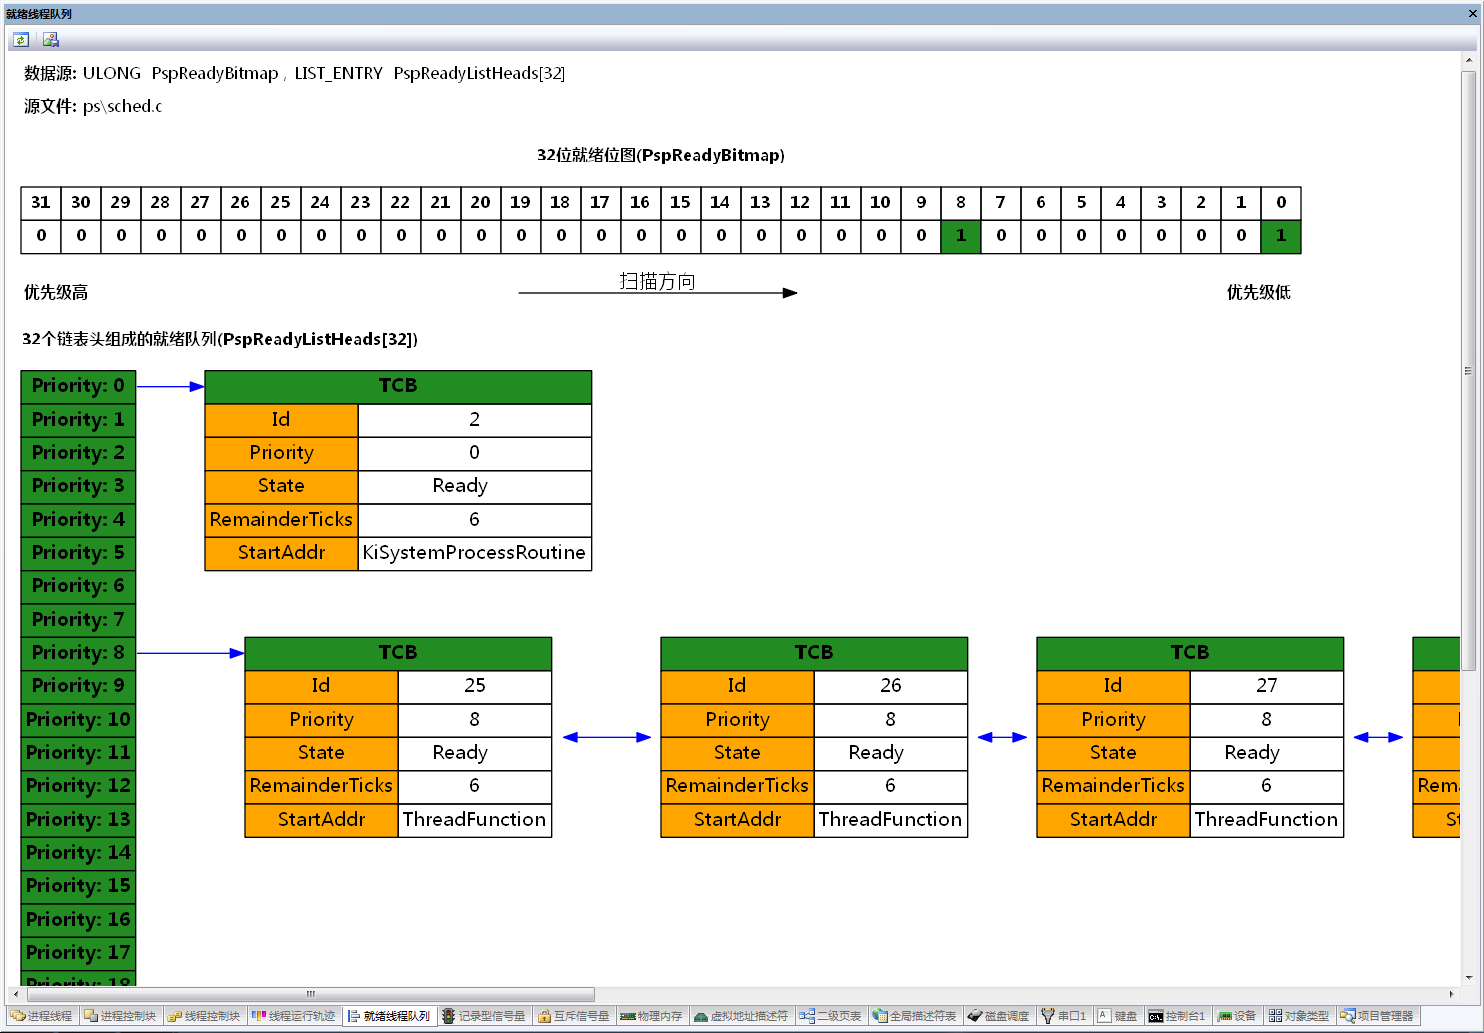 就绪线程队列
数据源: ULONG PspReadyBitmap , LIST_ENTRY PspReadyListHeads[32]
源文件: ps\sched.c
32位就绪位图(PspReadyBitmap)
31 30 29 28 27 26 25 24 23 22 21 20 19 18 17 16 15 14 13 12 11 10 9 8 7 6 5 4 3 2 1 0
0 0 0 0 0 0 0 0 0 0 0 0 0 0 0 0 0 0 0 0 0 0 0 1 0 0 0 0 0 0 0 1
优先级高 扫描方向 优先级低
32个链表头组成的就绪队列(PspReadyListHeads[32])
Priority: 0 TCB
Priority: 1 Id 2
Priority: 2 Priority 0
Priority: 3 State Ready
Priority: 4 RemainderTicks 6
Priority: 5 StartAddr KiSystemProcessRoutine
Priority: 6
Priority: 7
Priority: 8 TCB TCB TCB
Priority: 9 Id 25 Id 26 Id 27
Priority: 10 Priority 8 Priority 8 Priority 8
Priority: 11 State Ready State Ready State Ready
Priority: 12 RemainderTicks 6 RemainderTicks 6 RemainderTicks 6 Rem
Priority: 13 StartAddr ThreadFunction StartAddr ThreadFunction StartAddr ThreadFunction St
Priority: 14
Priority: 15
Priority: 16
Priority: 17
Priority: 18
进程线程 进程控制块 线程控制块 线程运行轨迹 就绪线程队列 记录型信号量 互斥信号量 物理内存 虚拟地址描述符 二级页表 全局描述符表 磁盘调度 串口1 键盘 控制台1 设备 对象类型 项目管理器